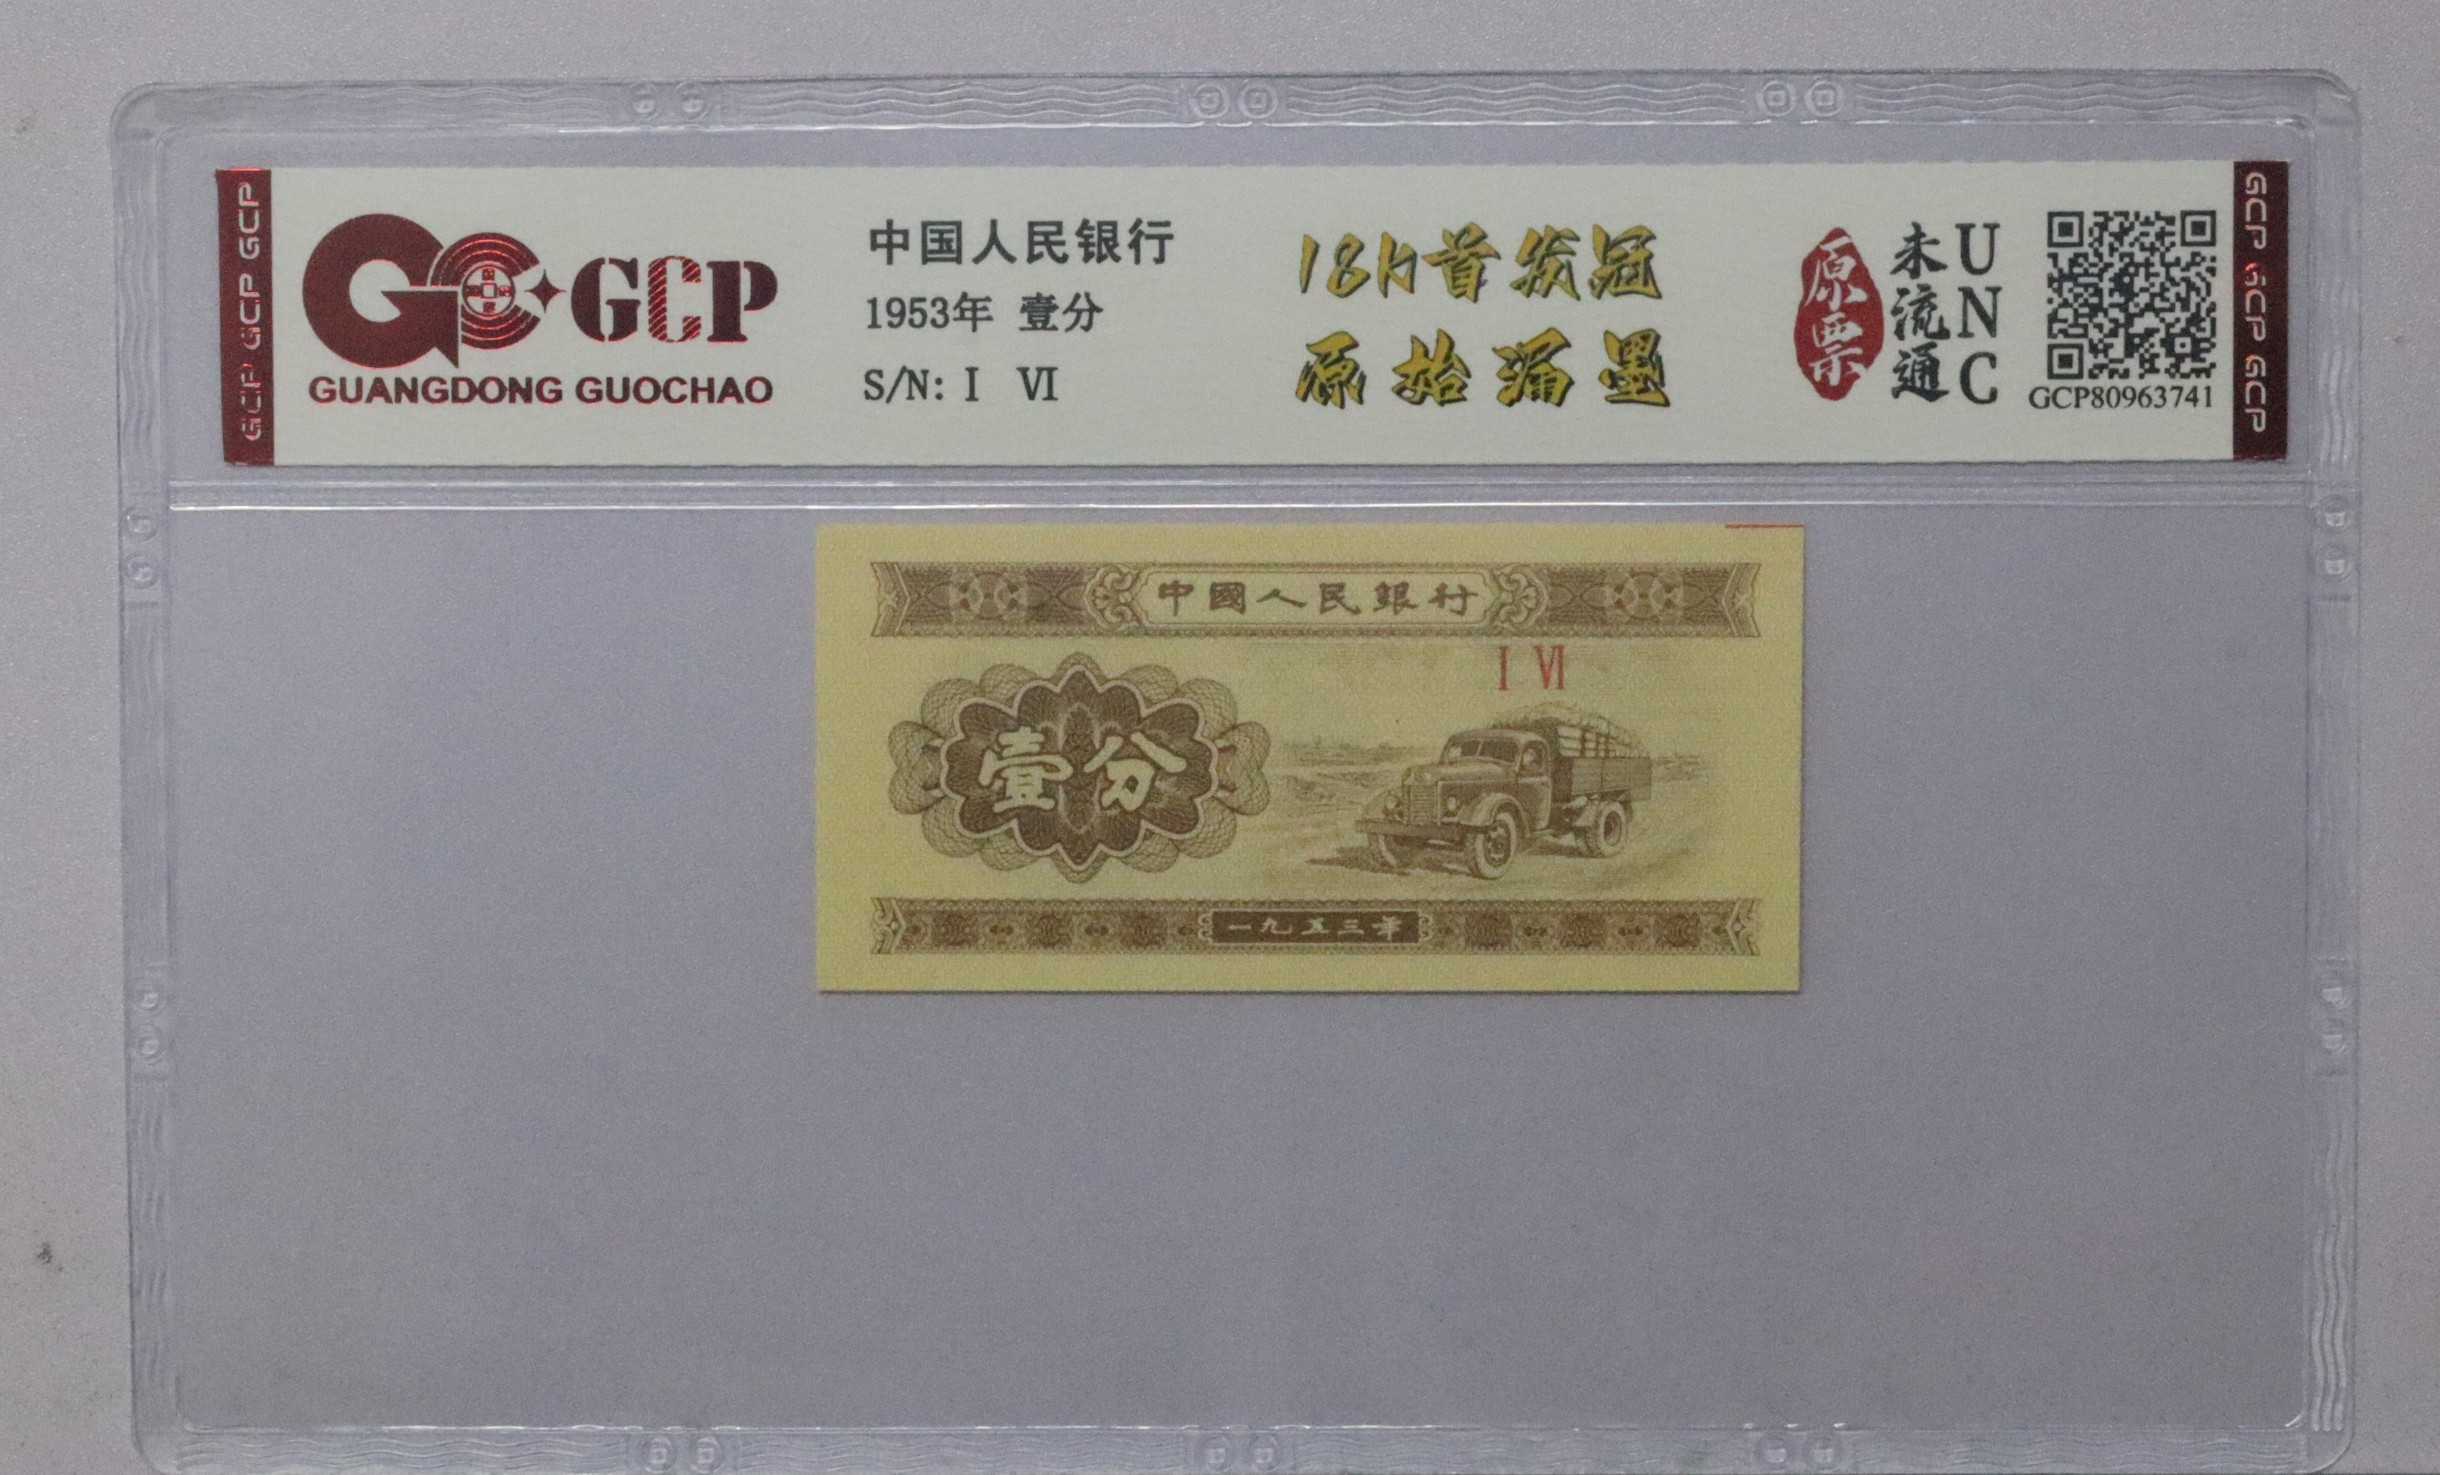 GCP GCP GCP
GCP
GUANGDONG GUOCHAO
中国人民银行
1953年 壹分
S/N: I VI
18h首发冠
原始漏墨
原票
未流通
UNC
GCP80963741
GCP GCP GCP
中國人民銀行
I VI
壹分
一九五三年